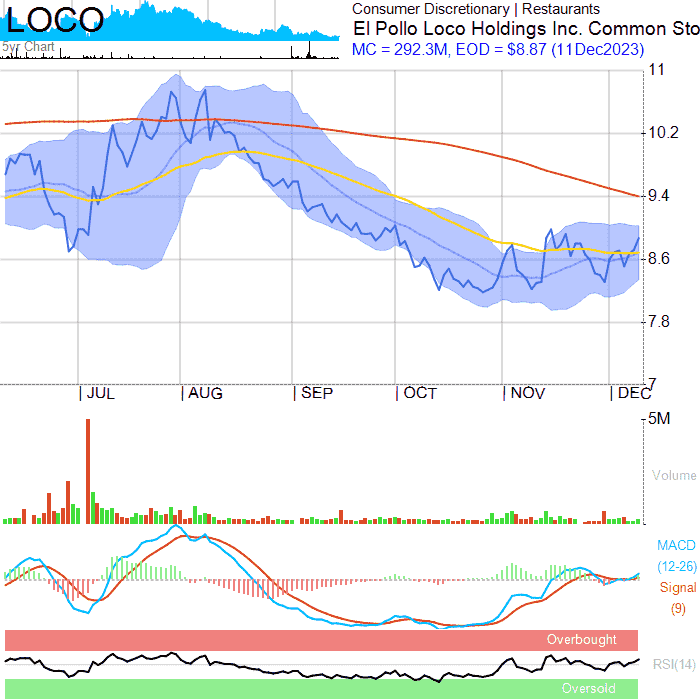 LOCO
5yr Chart
Consumer Discretionary | Restaurants
El Pollo Loco Holdings Inc. Common Sto
MC = 292.3M, EOD = $8.87 (11Dec2023)
11
10.2
9.4
8.6
7.8
7
JUL AUG SEP OCT NOV DEC
5M
Volume
MACD
(12-26)
Signal
(9)
Overbought
RSI(14)
Oversold